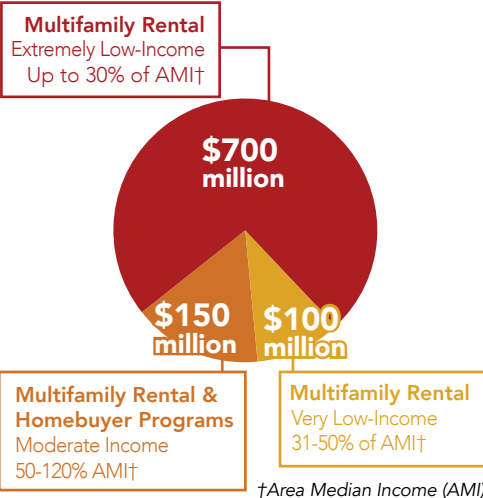 Multifamily Rental
Extremely Low-Income
Up to 30% of AMI†
$700
million
$150
million
$100
million
Multifamily Rental &
Homebuyer Programs
Moderate Income
50-120% AMI†
Multifamily Rental
Very Low-Income
31-50% of AMI†
†Area Median Income (AMI)